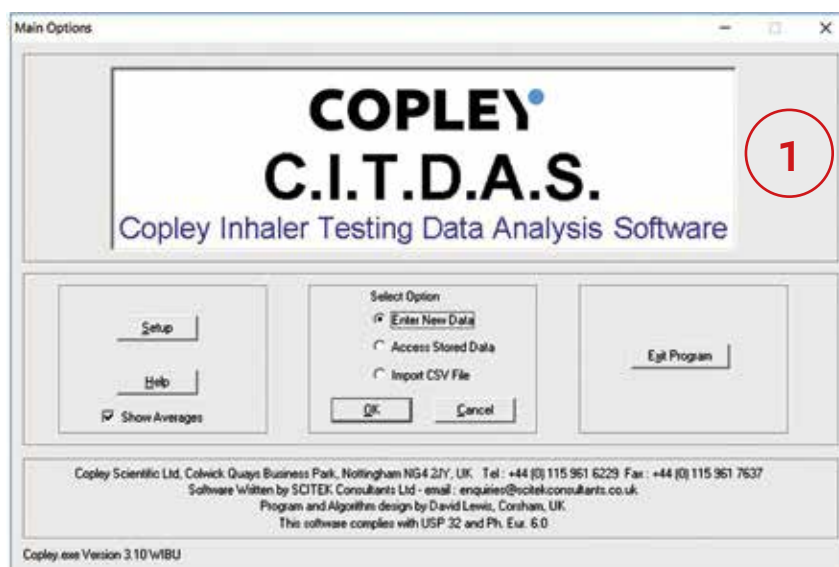 Main Options
COPLEY
C.I.T.D.A.S.
Copley Inhaler Testing Data Analysis Software
1
Setup
Help
Show Averages
Select Option
Enter New Data
Access Stored Data
Import CSV File
OK
Cancel
Exit Program
Copley Scientific Ltd, Colwick Quays Business Park, Nottingham NG4 2JY, UK Tel : +44 (0) 115 961 6229 Fax : +44 (0) 115 961 7637
Software Written by SCITEK Consultants Ltd - email : enquiries@scitekconsultants.co.uk
Program and Algorithm design by David Lewis, Corsham, UK
This software complies with USP 32 and Ph. Eur. 6.0
Copley.exe Version 3.10 WIBU